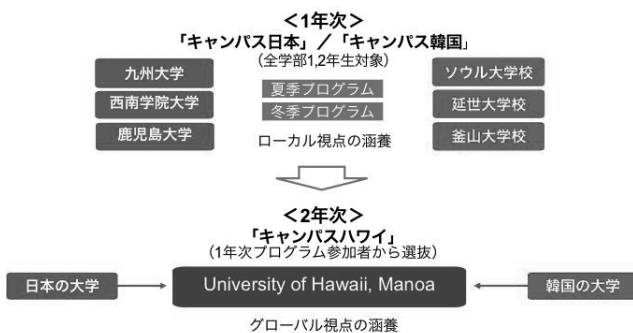 ＜1年次＞
「キャンパス日本」／「キャンパス韓国」
（全学部1,2年生対象）
九州大学
西南学院大学
鹿児島大学
夏季プログラム
冬季プログラム
ソウル大学校
延世大学校
釜山大学校
ローカル視点の涵養
＜2年次＞
「キャンパスハワイ」
（1年次プログラム参加者から選抜）
日本の大学
University of Hawaii, Manoa
韓国の大学
グローバル視点の涵養